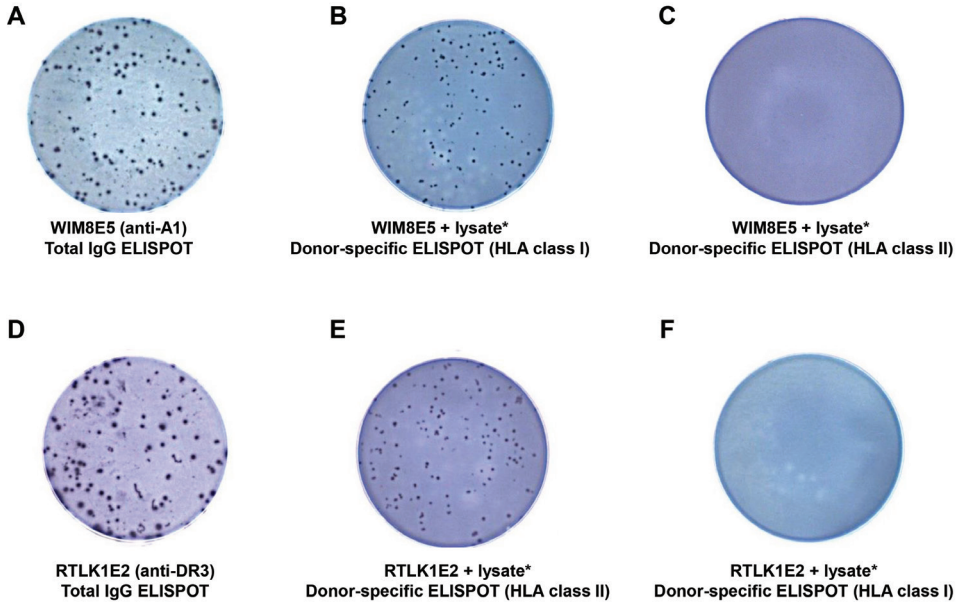 A
B
C
WIM8E5 (anti-A1)
Total IgG ELISPOT
WIM8E5 + lysate*
Donor-specific ELISPOT (HLA class I)
WIM8E5 + lysate*
Donor-specific ELISPOT (HLA class II)
D
E
F
RTLK1E2 (anti-DR3)
Total IgG ELISPOT
RTLK1E2 + lysate*
Donor-specific ELISPOT (HLA class II)
RTLK1E2 + lysate*
Donor-specific ELISPOT (HLA class I)